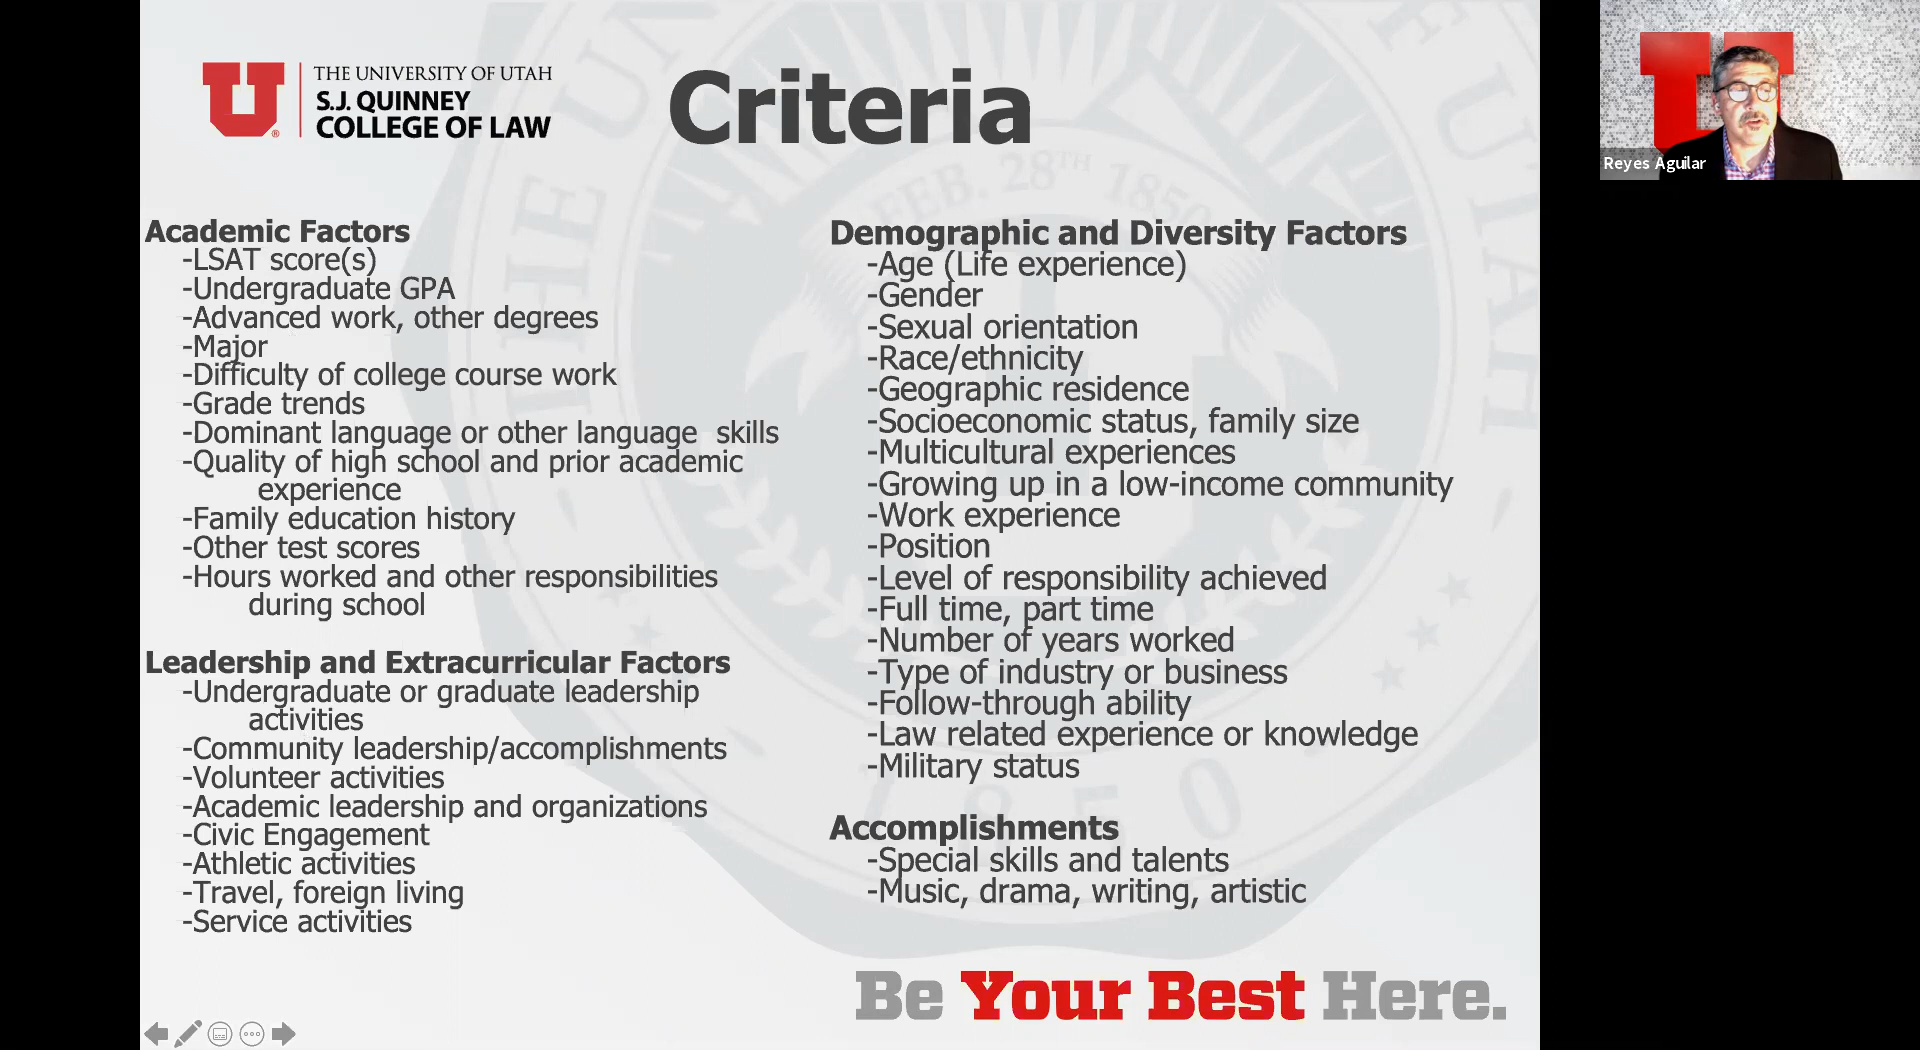 THE UNIVERSITY OF UTAH
S.J. QUINNEY
COLLEGE OF LAW
Criteria
Academic Factors
-LSAT score(s)
-Undergraduate GPA
-Advanced work, other degrees
-Major
-Difficulty of college course work
-Grade trends
-Dominant language or other language skills
-Quality of high school and prior academic
experience
-Family education history
-Other test scores
-Hours worked and other responsibilities
during school
Leadership and Extracurricular Factors
-Undergraduate or graduate leadership
activities
-Community leadership/accomplishments
-Volunteer activities
-Academic leadership and organizations
-Civic Engagement
-Athletic activities
-Travel, foreign living
-Service activities
Demographic and Diversity Factors
-Age (Life experience)
-Gender
-Sexual orientation
-Race/ethnicity
-Geographic residence
-Socioeconomic status, family size
-Multicultural experiences
-Growing up in a low-income community
-Work experience
-Position
-Level of responsibility achieved
-Full time, part time
-Number of years worked
-Type of industry or business
-Follow-through ability
-Law related experience or knowledge
-Military status
Accomplishments
-Special skills and talents
-Music, drama, writing, artistic
Be Your Best Here.
FEB. 28TH 1850
1850
Reyes Aguilar